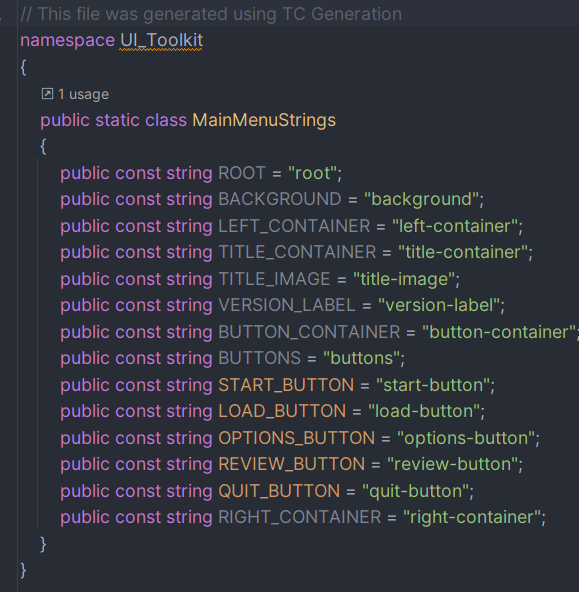 // This file was generated using TC Generation
namespace UI_Toolkit
{
1 usage
public static class MainMenuStrings
{
public const string ROOT = "root";
public const string BACKGROUND = "background";
public const string LEFT_CONTAINER = "left-container";
public const string TITLE_CONTAINER = "title-container";
public const string TITLE_IMAGE = "title-image";
public const string VERSION_LABEL = "version-label";
public const string BUTTON_CONTAINER = "button-container";
public const string BUTTONS = "buttons";
public const string START_BUTTON = "start-button";
public const string LOAD_BUTTON = "load-button";
public const string OPTIONS_BUTTON = "options-button";
public const string REVIEW_BUTTON = "review-button";
public const string QUIT_BUTTON = "quit-button";
public const string RIGHT_CONTAINER = "right-container";
}
}